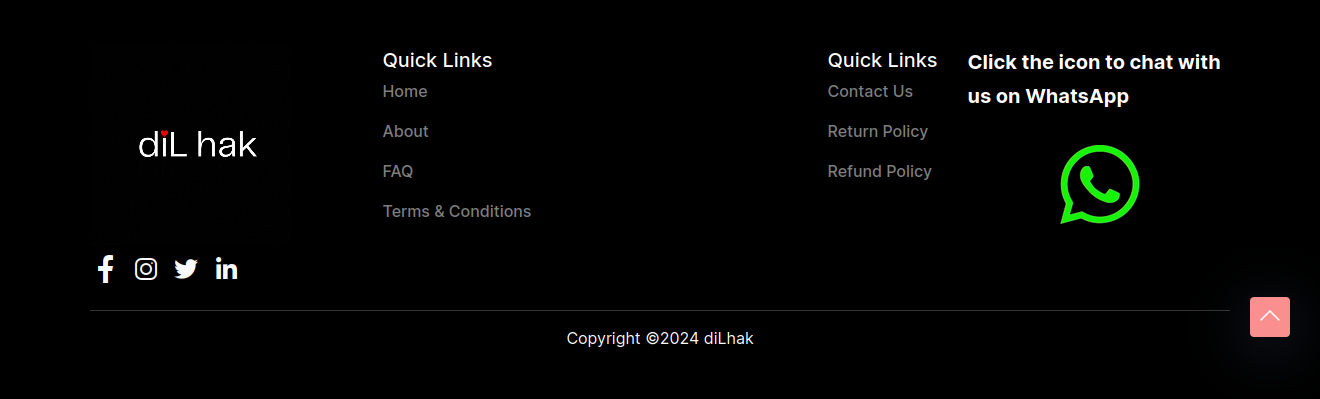 diL hak
Quick Links
Home
About
FAQ
Terms & Conditions
Quick Links
Contact Us
Return Policy
Refund Policy
Click the icon to chat with
us on WhatsApp
Copyright ©2024 diLhak